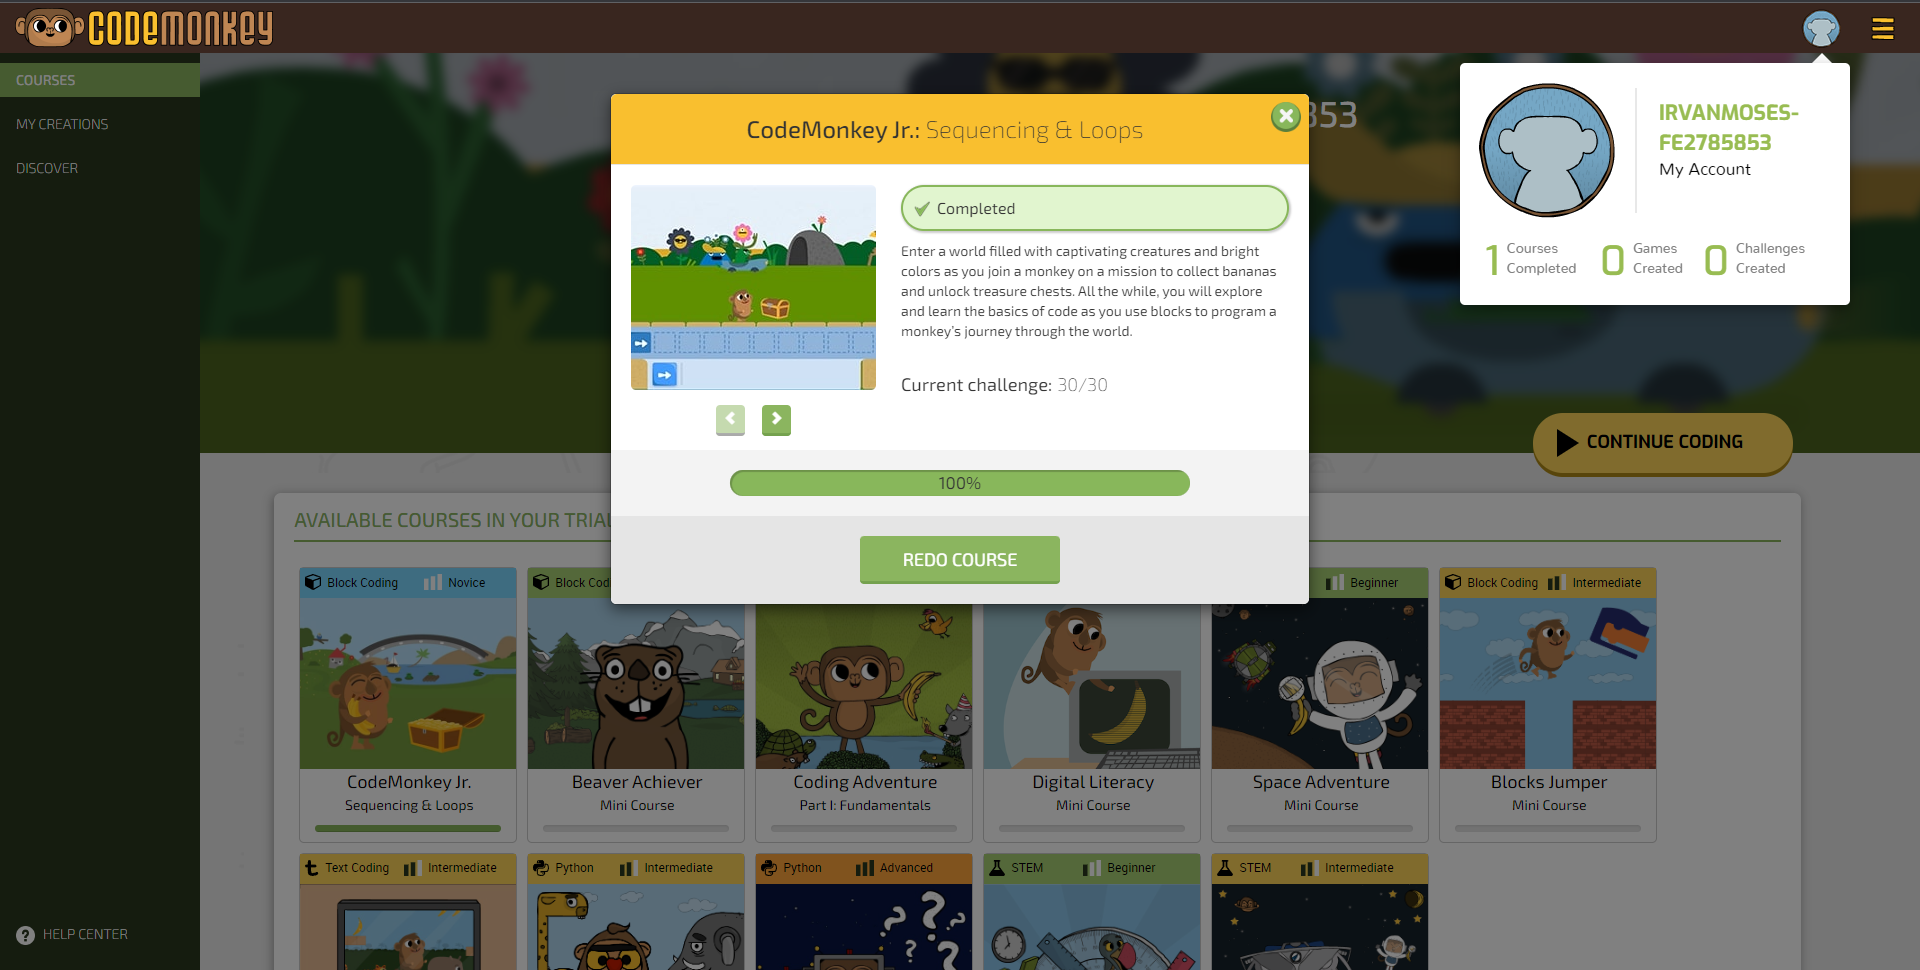 CODEMONKEY
COURSES
MY CREATIONS
DISCOVER
HELP CENTER
853
CodeMonkey Jr.: Sequencing & Loops
Completed
Enter a world filled with captivating creatures and bright
colors as you join a monkey on a mission to collect bananas
and unlock treasure chests. All the while, you will explore
and learn the basics of code as you use blocks to program a
monkey's journey through the world.
Current challenge: 30/30
100%
REDO COURSE
IRVANMOSES-
FE2785853
My Account
1 Courses Completed
0 Games Created
0 Challenges Created
CONTINUE CODING
AVAILABLE COURSES IN YOUR TRIAL
Block Coding Novice
CodeMonkey Jr.
Sequencing & Loops
Block Cod
Beaver Achiever
Mini Course
Coding Adventure
Part I: Fundamentals
Digital Literacy
Mini Course
Beginner
Space Adventure
Mini Course
Block Coding Intermediate
Blocks Jumper
Mini Course
Text Coding Intermediate
Python Intermediate
Python Advanced
STEM Beginner
STEM Intermediate